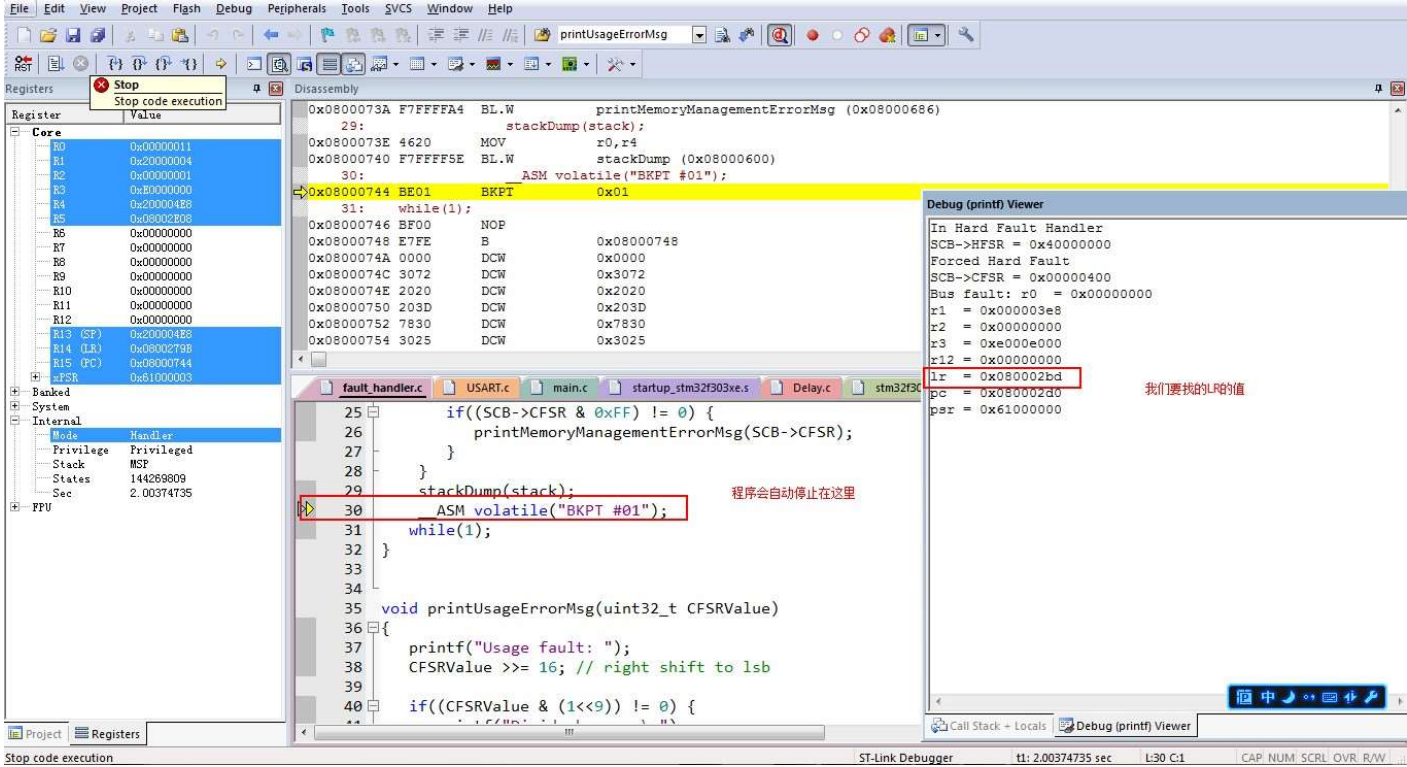 File Edit View Project Flash Debug Peripherals Tools SVCS Window Help
printUsageErrorMsg
RST
Registers
Stop
Stop code execution
Disassembly
Register Value
Core
R0 0x00000011
R1 0x20000004
R2 0x00000001
R3 0xE0000000
R4 0x200004E8
R5 0x08002E08
R6 0x00000000
R7 0x00000000
R8 0x00000000
R9 0x00000000
R10 0x00000000
R11 0x00000000
R12 0x00000000
R13 (SP) 0x200004E8
R14 (LR) 0x0800279B
R15 (PC) 0x08000744
xPSR 0x61000003
Banked
System
Internal
Mode Handler
Privilege Privileged
Stack MSP
States 144269809
Sec 2.00374735
FPU
Project Registers
0x0800073A F7FFFFA4 BL.W printMemoryManagementErrorMsg (0x08000686)
29: stackDump(stack);
0x0800073E 4620 MOV r0,r4
0x08000740 F7FFFF5E BL.W stackDump (0x08000600)
30: __ASM volatile("BKPT #01");
0x08000744 BE01 BKPT 0x01
31: while(1);
0x08000746 BF00 NOP
0x08000748 E7FE B 0x08000748
0x0800074A 0000 DCW 0x0000
0x0800074C 3072 DCW 0x3072
0x0800074E 2020 DCW 0x2020
0x08000750 203D DCW 0x203D
0x08000752 7830 DCW 0x7830
0x08000754 3025 DCW 0x3025
fault_handler.c USART.c main.c startup_stm32f303xe.s Delay.c stm32f30
25 if((SCB->CFSR & 0xFF) != 0) {
26 printMemoryManagementErrorMsg(SCB->CFSR);
27 }
28 }
29 stackDump(stack);
30 __ASM volatile("BKPT #01");
31 while(1);
32 }
33
34
35 void printUsageErrorMsg(uint32_t CFSRValue)
36 {
37 printf("Usage fault: ");
38 CFSRValue >>= 16; // right shift to lsb
39
40 if((CFSRValue & (1<<9)) != 0) {
程序会自动停止在这里
Debug (printf) Viewer
In Hard Fault Handler
SCB->HFSR = 0x40000000
Forced Hard Fault
SCB->CFSR = 0x00000400
Bus fault: r0 = 0x00000000
r1 = 0x000003e8
r2 = 0x00000000
r3 = 0xe000e000
r12 = 0x00000000
lr = 0x080002bd
pc = 0x080002d0
psr = 0x61000000
我们要找的LR的值
中
Call Stack + Locals Debug (printf) Viewer
Stop code execution ST-Link Debugger t1: 2.00374735 sec L:30 C:1 CAP NUM SCRL OVR R/W